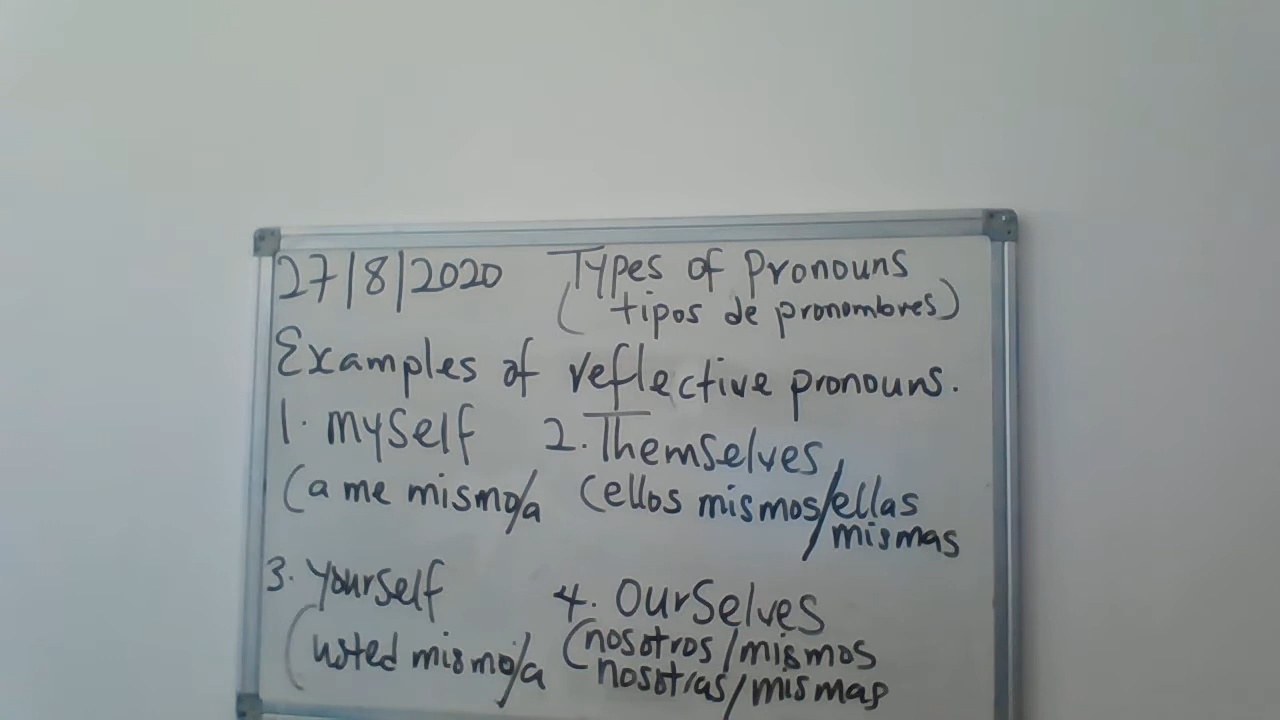 27/8/2020 Types of Pronouns
(tipos de pronombres)
Examples of reflective pronouns.
1. Myself 2. Themselves
(a me mismo/a (ellos mismos/ellas
mismas
3. Yourself 4. Ourselves
(usted mismo/a (nosotros/mismos
nosotras/mismas